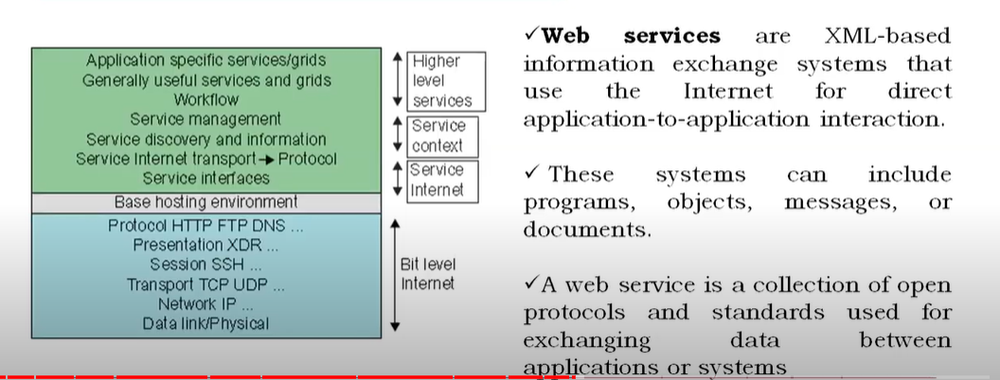 Application specific services/grids
Generally useful services and grids
Workflow
Service management
Service discovery and information
Service Internet transport→ Protocol
Service interfaces
Base hosting environment
Protocol HTTP FTP DNS ...
Presentation XDR ...
Session SSH ...
Transport TCP UDP ...
Network IP ...
Data link/Physical
Higher
level
services
Service
context
Service
Internet
Bit level
Internet
✓Web services are XML-based
information exchange systems that
use the Internet for direct
application-to-application interaction.
✓ These systems can include
programs, objects, messages, or
documents.
✓A web service is a collection of open
protocols and standards used for
exchanging data between
applications or systems